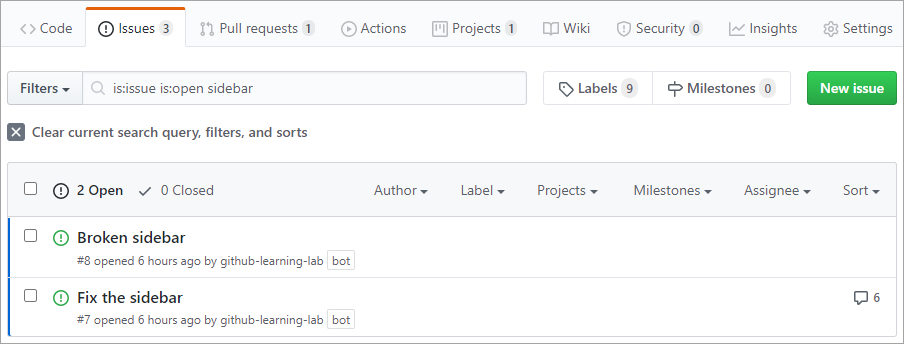 Code Issues 3 Pull requests 1 Actions Projects 1 Wiki Security 0 Insights Settings
Filters is:issue is:open sidebar Labels 9 Milestones 0 New issue
Clear current search query, filters, and sorts
2 Open 0 Closed Author Label Projects Milestones Assignee Sort
Broken sidebar
#8 opened 6 hours ago by github-learning-lab bot
Fix the sidebar 6
#7 opened 6 hours ago by github-learning-lab bot